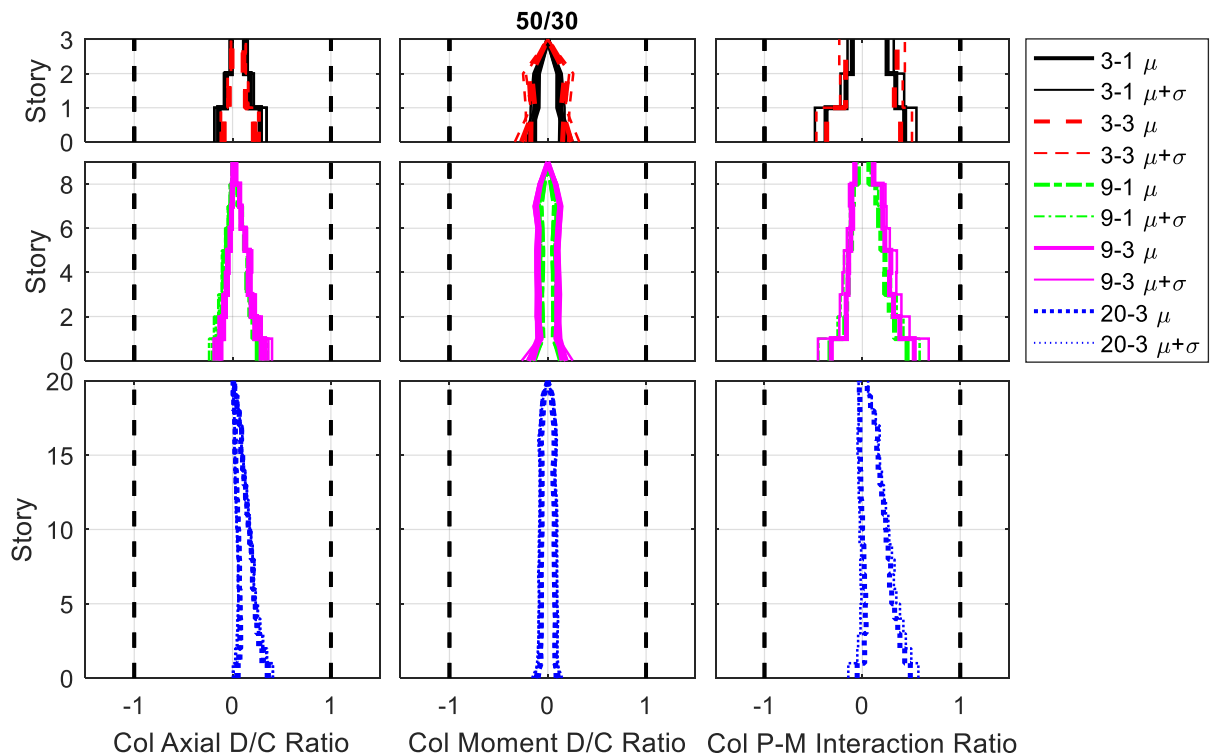 50/30
Story
3
2
1
0
Story
8
6
4
2
0
Story
20
15
10
5
0
-1 0 1
-1 0 1
-1 0 1
Col Axial D/C Ratio
Col Moment D/C Ratio
Col P-M Interaction Ratio
3-1 μ
3-1 μ+σ
3-3 μ
3-3 μ+σ
9-1 μ
9-1 μ+σ
9-3 μ
9-3 μ+σ
20-3 μ
20-3 μ+σ